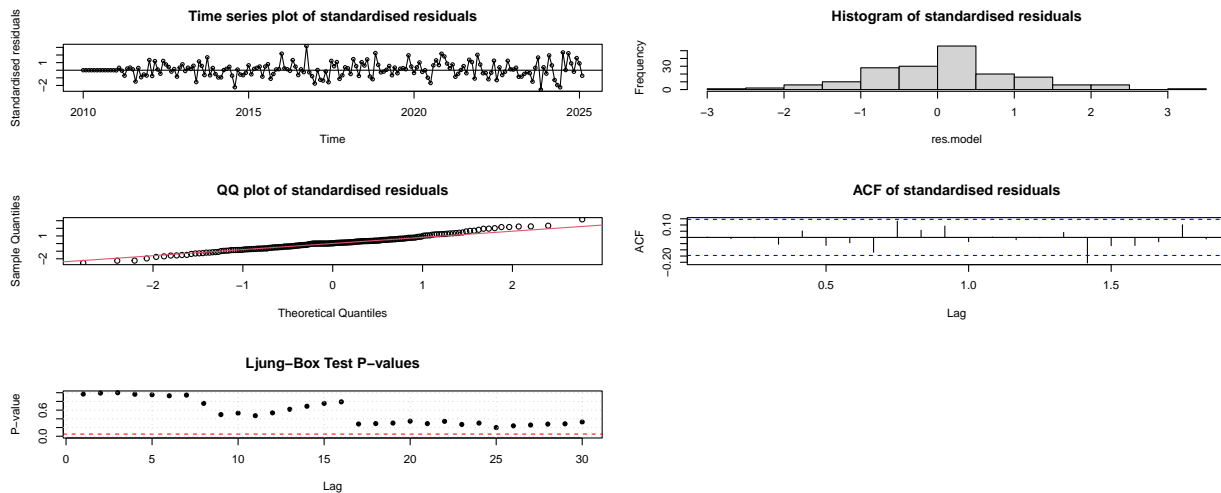 Time series plot of standardised residuals
Standardised residuals
1
−2
2010
2015
2020
2025
Time
Histogram of standardised residuals
Frequency
30
0
−3
−2
−1
0
1
2
3
res.model
QQ plot of standardised residuals
Sample Quantiles
1
−2
−2
−1
0
1
2
Theoretical Quantiles
ACF of standardised residuals
ACF
0.10
−0.20
0.5
1.0
1.5
Lag
Ljung−Box Test P−values
P−value
0.6
0.0
0
5
10
15
20
25
30
Lag